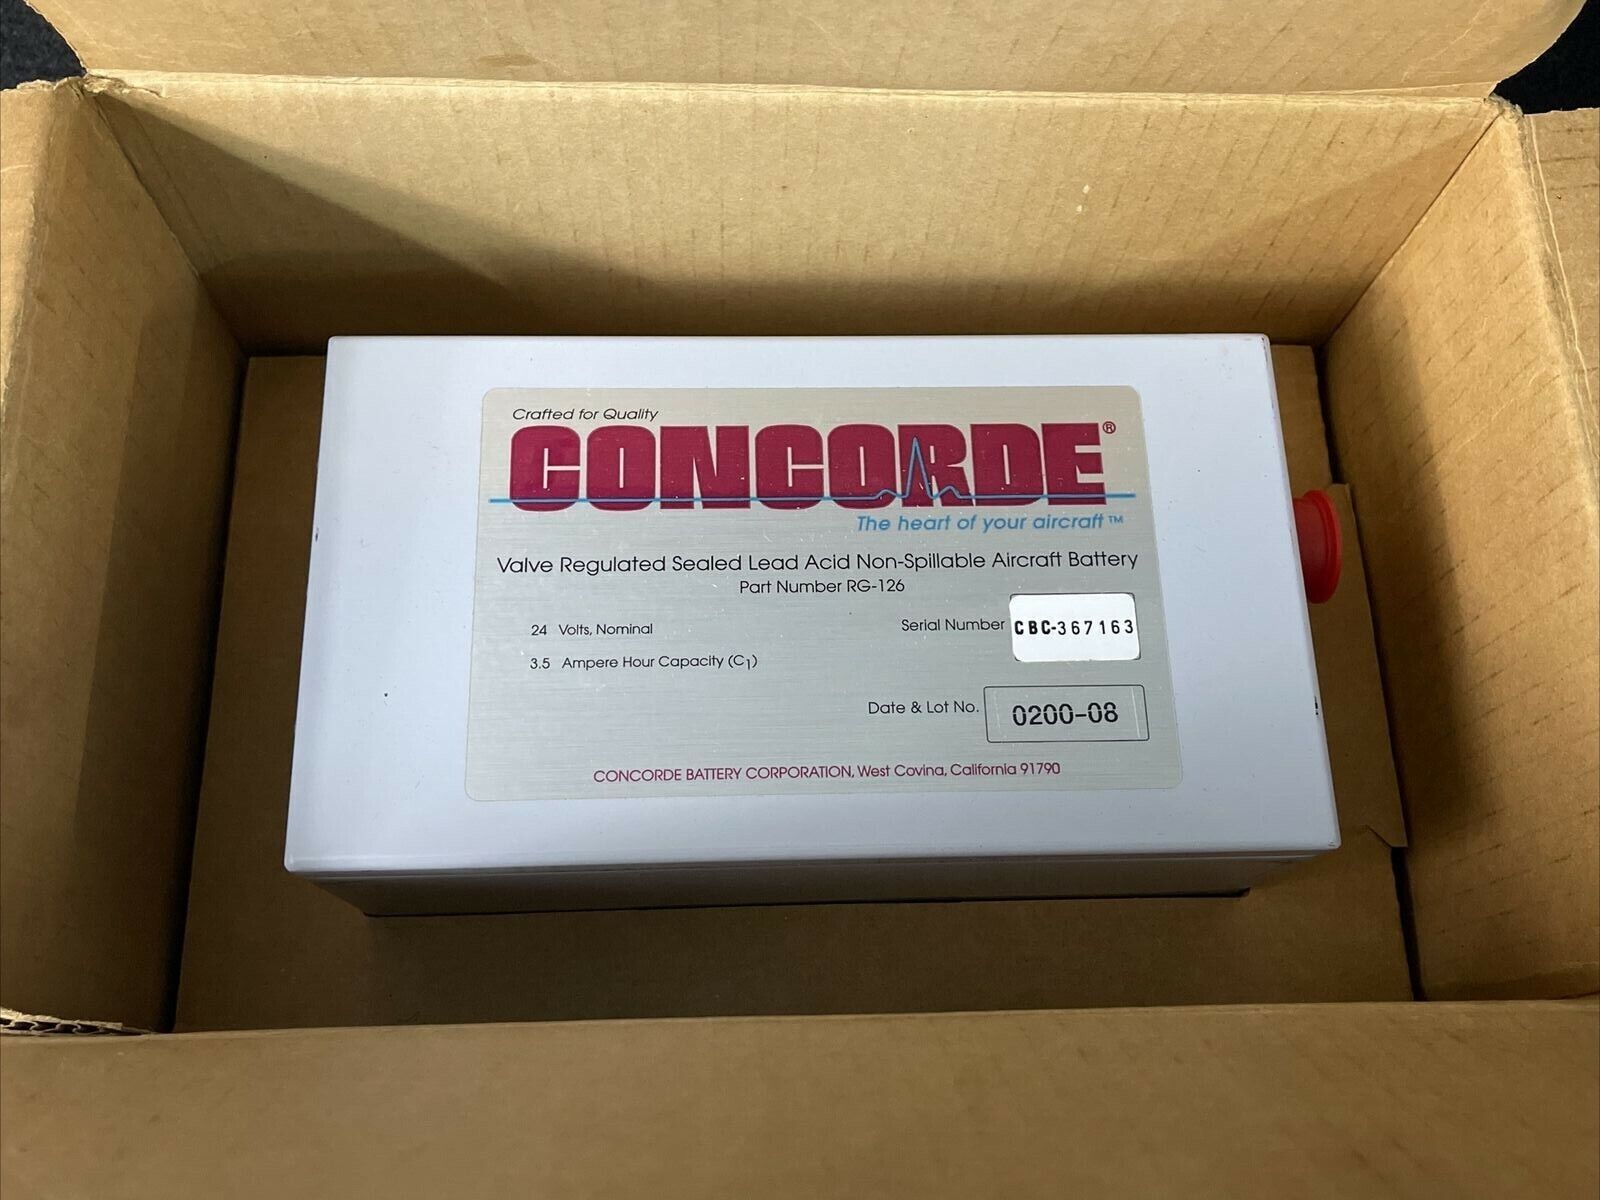 Crafted for Quality
CONCORDE®
The heart of your aircraft™
Valve Regulated Sealed Lead Acid Non-Spillable Aircraft Battery
Part Number RG-126
24 Volts, Nominal
Serial Number CBC-367163
3.5 Ampere Hour Capacity (C1)
Date & Lot No. 0200-08
CONCORDE BATTERY CORPORATION, West Covina, California 91790